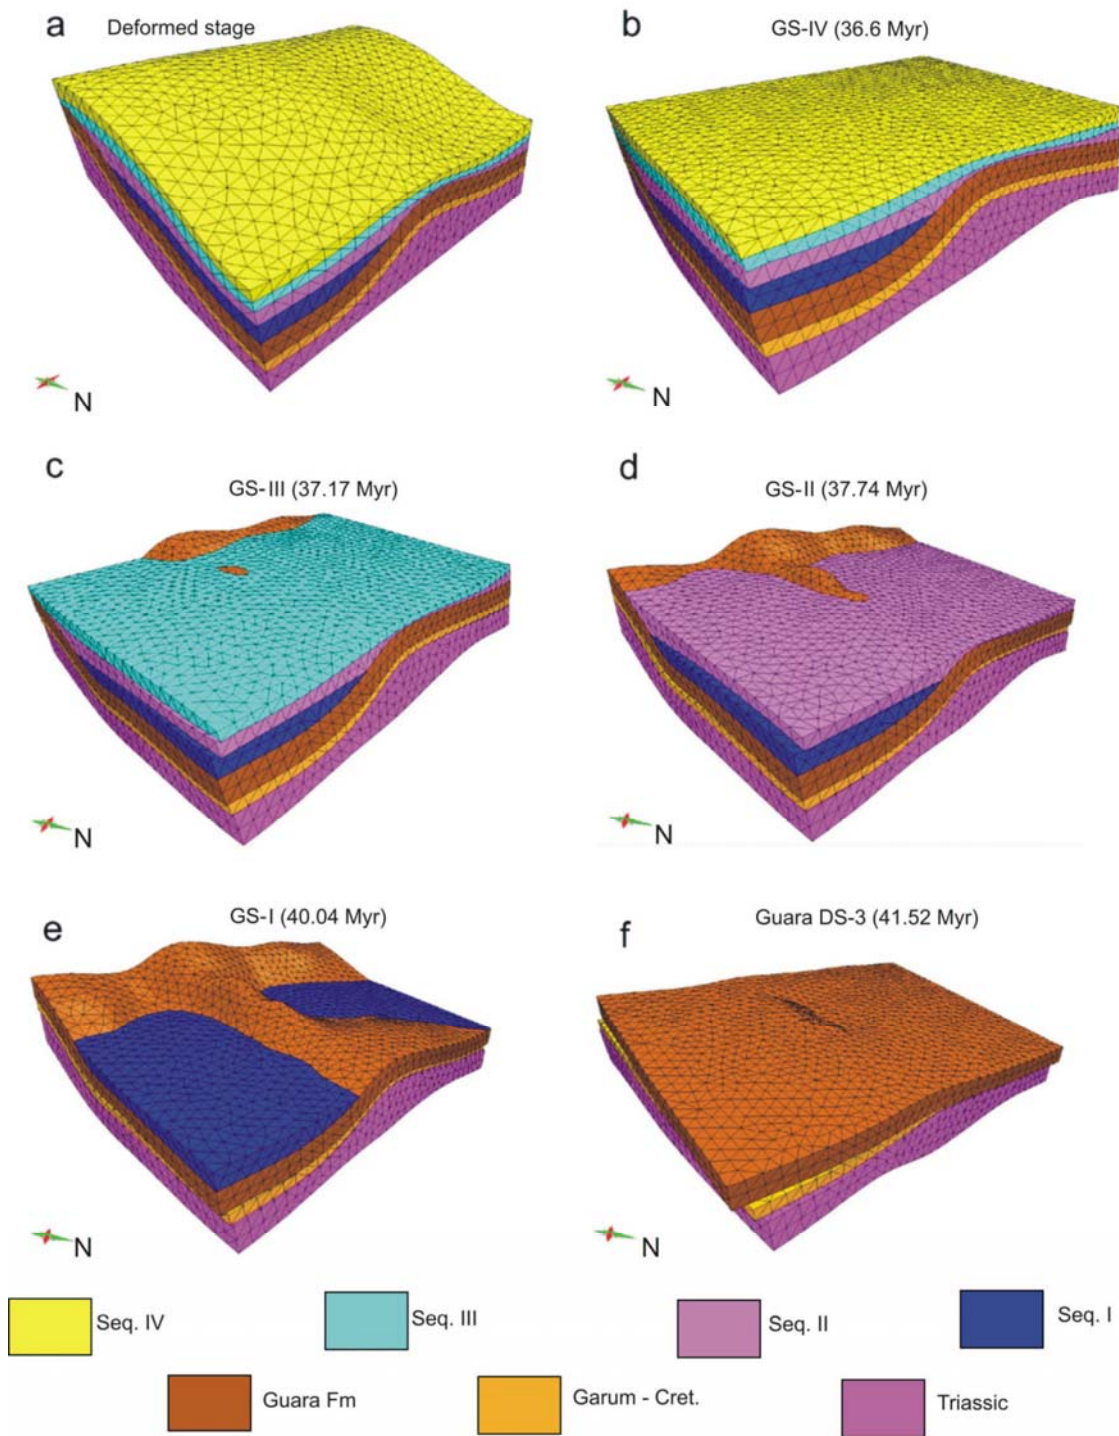 a Deformed stage
b GS-IV (36.6 Myr)
N
N
c GS-III (37.17 Myr)
d GS-II (37.74 Myr)
N
N
e GS-I (40.04 Myr)
f Guara DS-3 (41.52 Myr)
N
N
Seq. IV
Seq. III
Seq. II
Seq. I
Guara Fm
Garum - Cret.
Triassic